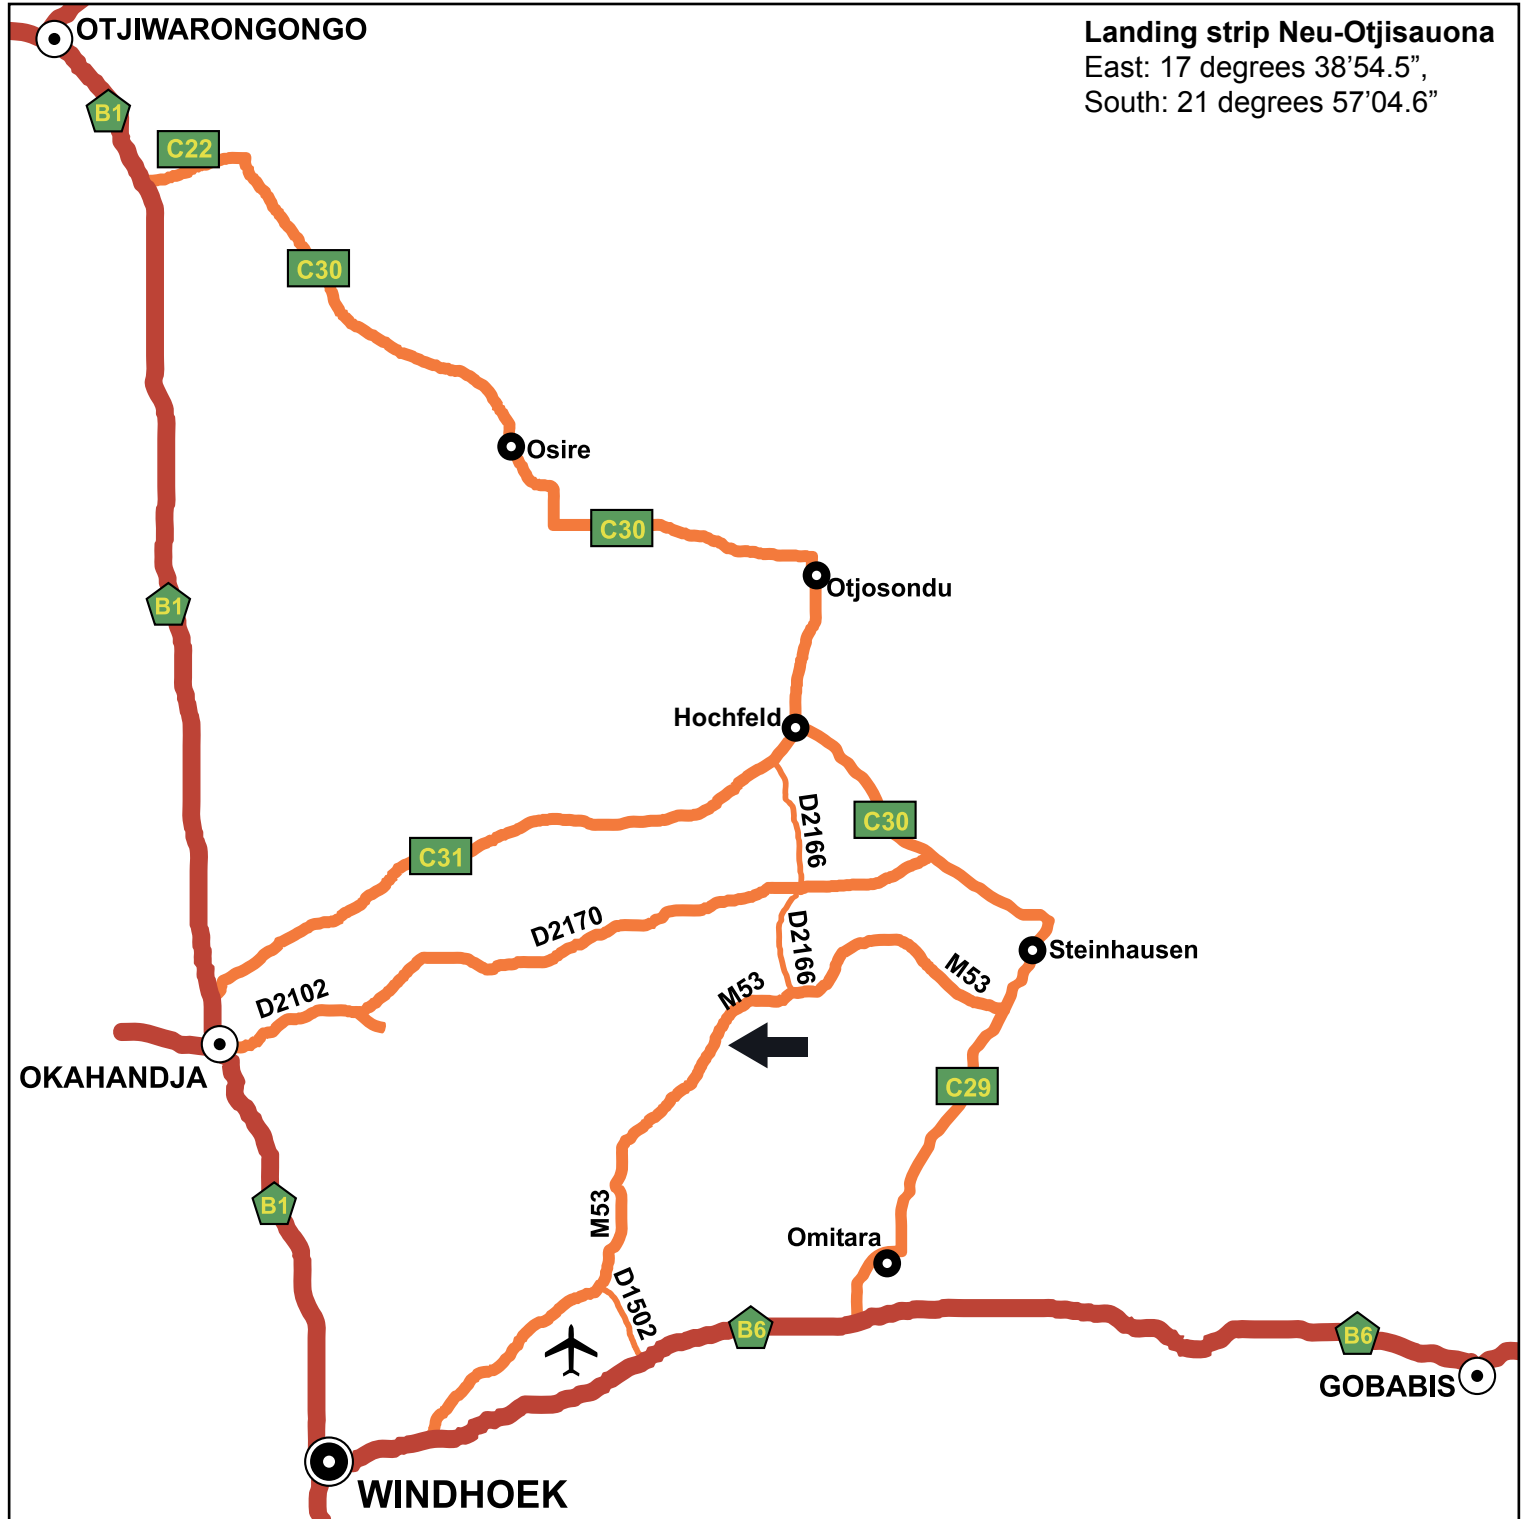 OTJIWARONGONGO
Landing strip Neu-Otjisauona
East: 17 degrees 38’54.5”,
South: 21 degrees 57’04.6”
B1
C22
C30
Osire
C30
Otjosondu
B1
Hochfeld
D2166
C30
C31
D2170
D2166
Steinhausen
M53
M53
D2102
OKAHANDJA
C29
B1
M53
Omitara
D1502
B6
B6
GOBABIS
WINDHOEK